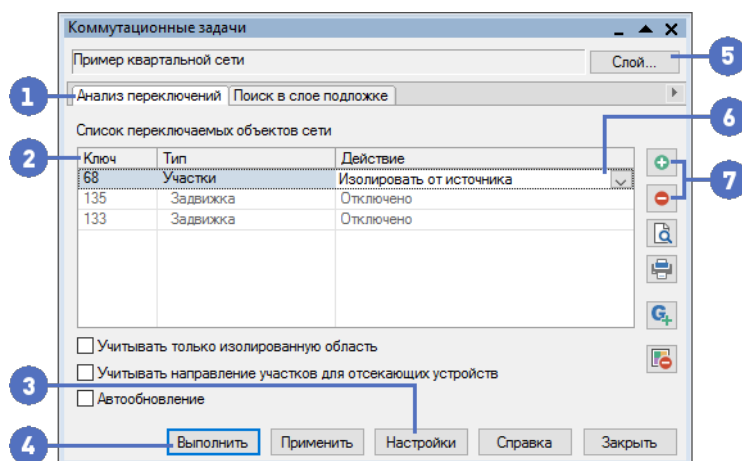 Коммутационные задачи
Пример квартальной сети
Слой...
5
1
Анализ переключений Поиск в слое подложке
Список переключаемых объектов сети
6
2
Ключ Тип Действие
68 Участки Изолировать от источника
7
135 Задвижка Отключено
133 Задвижка Отключено
G+
Учитывать только изолированную область
Учитывать направление участков для отсекающих устройств
3
Автообновление
4
Выполнить Применить Настройки Справка Закрыть